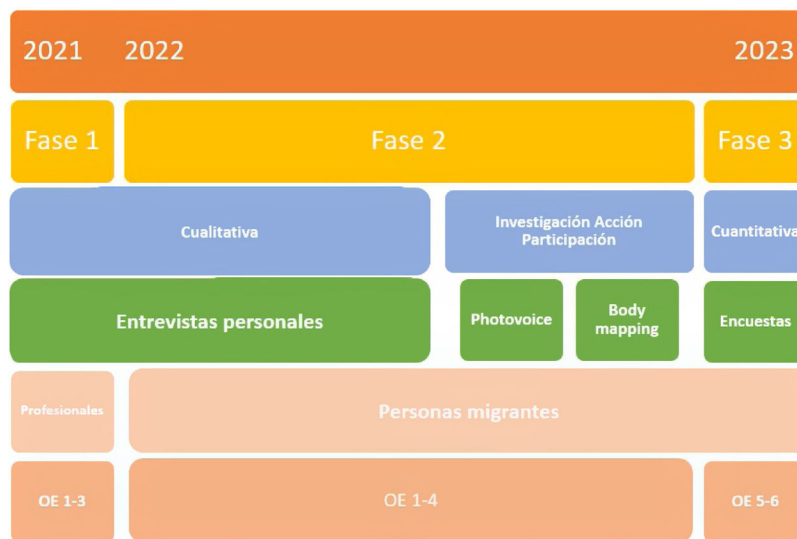 2021 2022 2023
Fase 1 Fase 2 Fase 3
Cualitativa
Investigación Acción
Participación
Cuantitativa
Entrevistas personales
Photovoice
Body
mapping
Encuestas
Profesionales
Personas migrantes
OE 1-3 OE 1-4 OE 5-6